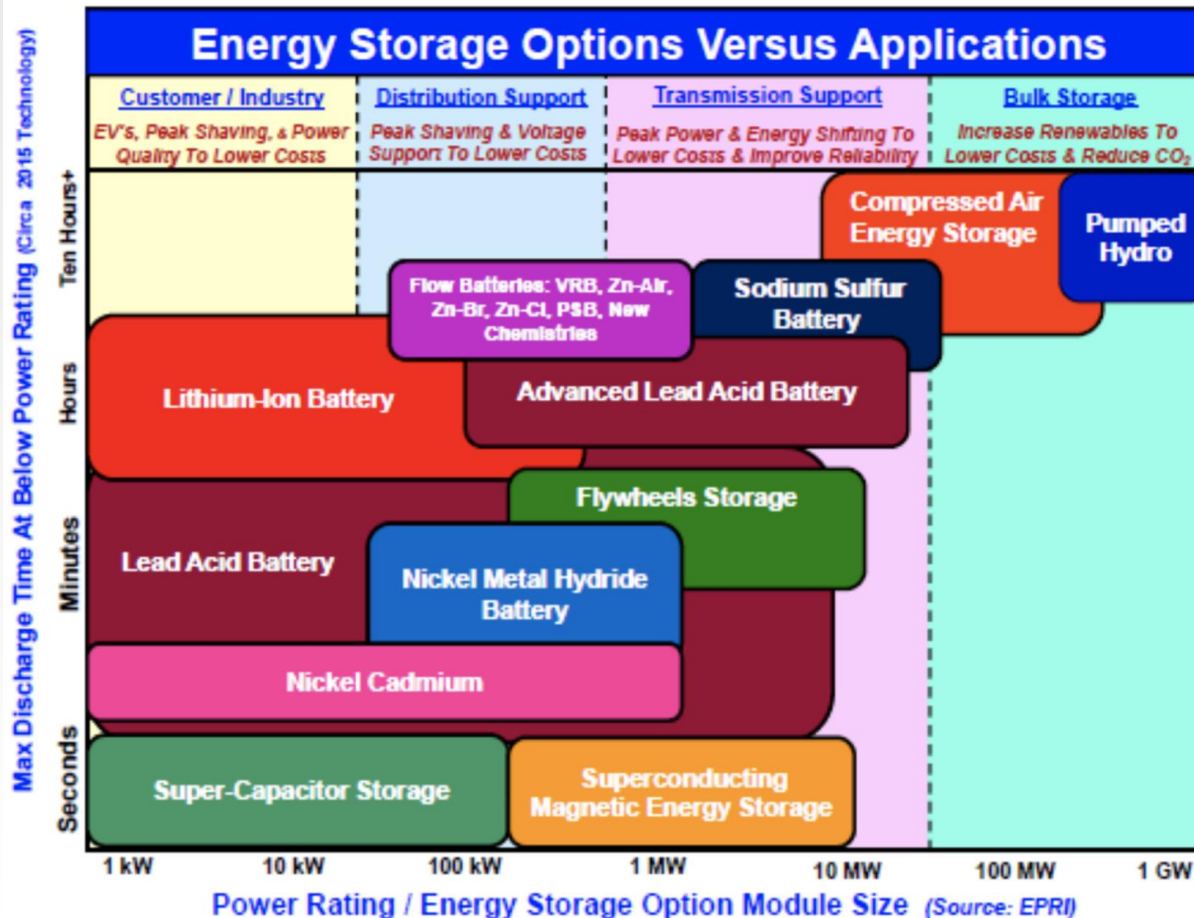 Energy Storage Options Versus Applications
Customer / Industry
EV's, Peak Shaving, & Power
Quality To Lower Costs
Distribution Support
Peak Shaving & Voltage
Support To Lower Costs
Transmission Support
Peak Power & Energy Shifting To
Lower Costs & Improve Reliability
Bulk Storage
Increase Renewables To
Lower Costs & Reduce CO₂
Max Discharge Time At Below Power Rating (Circa 2015 Technology)
Ten Hours+
Hours
Minutes
Seconds
Compressed Air
Energy Storage
Pumped
Hydro
Flow Batteries: VRB, Zn-Air,
Zn-Br, Zn-Cl, PSB, New
Chemistries
Sodium Sulfur
Battery
Lithium-Ion Battery
Advanced Lead Acid Battery
Flywheels Storage
Lead Acid Battery
Nickel Metal Hydride
Battery
Nickel Cadmium
Super-Capacitor Storage
Superconducting
Magnetic Energy Storage
1 kW 10 kW 100 kW 1 MW 10 MW 100 MW 1 GW
Power Rating / Energy Storage Option Module Size (Source: EPRI)